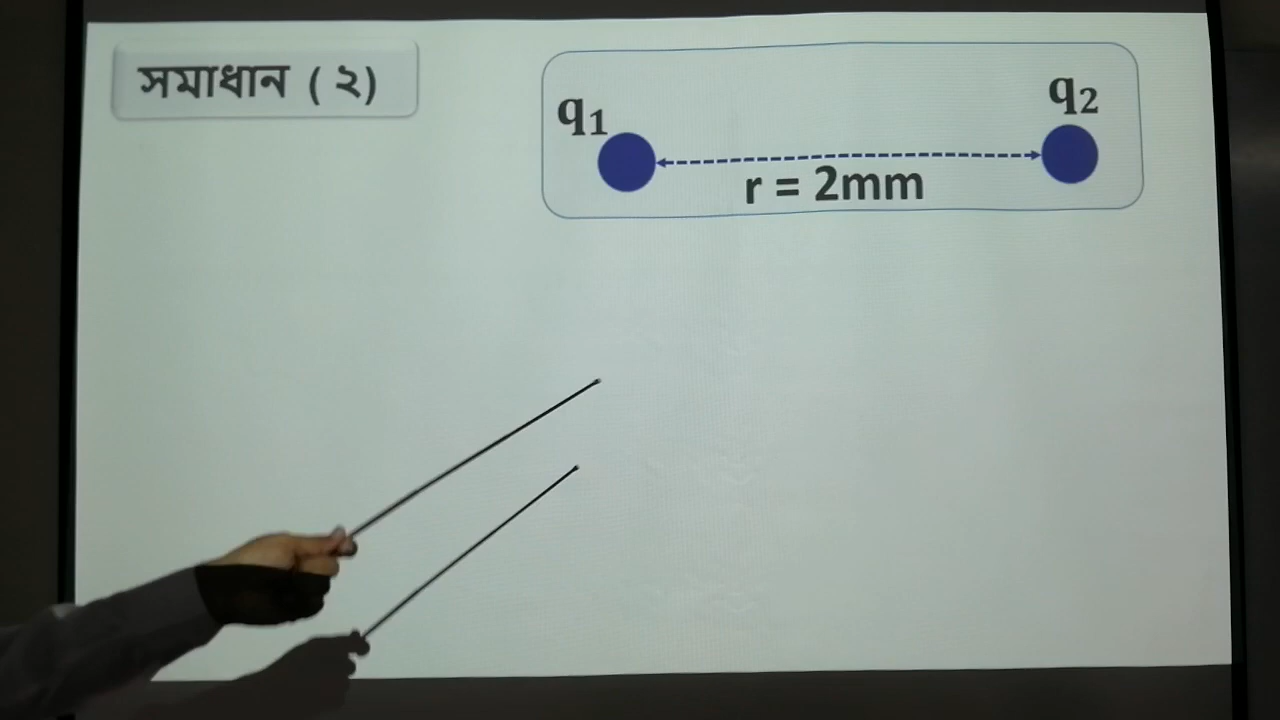 সমাধান ( ২)
q₁
q₂
r = 2mm